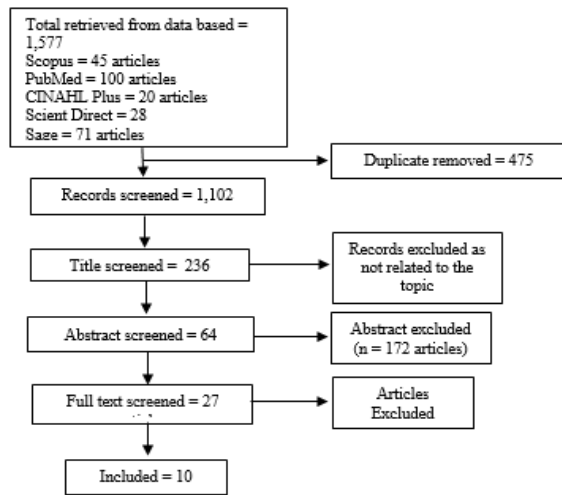 Total retrieved from data based =
1,577
Scopus = 45 articles
PubMed = 100 articles
CINAHL Plus = 20 articles
Scient Direct = 28
Sage = 71 articles
Duplicate removed = 475
Records screened = 1,102
Title screened = 236
Records excluded as
not related to the
topic
Abstract screened = 64
Abstract excluded
(n = 172 articles)
Full text screened = 27
Articles
Excluded
Included = 10